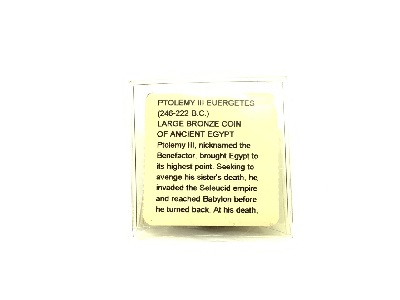 PTOLEMY III EUERGETES
(246-222 B.C.)
LARGE BRONZE COIN
OF ANCIENT EGYPT
Ptolemy III, nicknamed the
Benefactor, brought Egypt to
its highest point. Seeking to
avenge his sister's death, he
invaded the Seleucid empire
and reached Babylon before
he turned back. At his death,